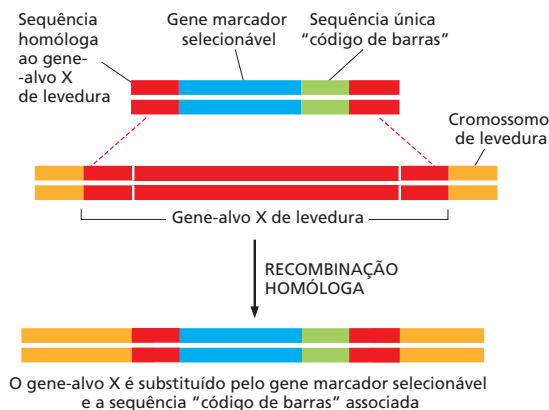 Sequência
homóloga
ao gene-
-alvo X
de levedura
Gene marcador
selecionável
Sequência única
“código de barras”
Cromossomo
de levedura
Gene-alvo X de levedura
RECOMBINAÇÃO
HOMÓLOGA
O gene-alvo X é substituído pelo gene marcador selecionável
e a sequência “código de barras” associada